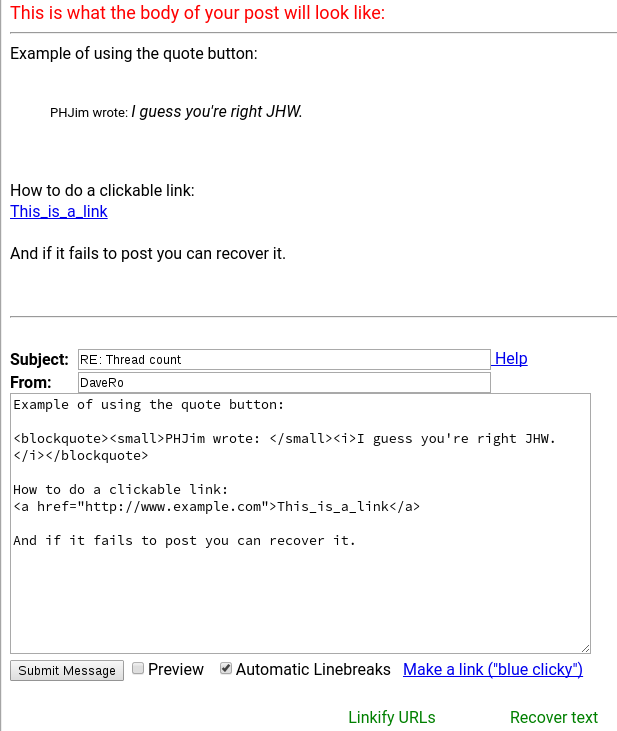 This is what the body of your post will look like:
Example of using the quote button:
PHJim wrote: I guess you're right JHW.
How to do a clickable link:
This_is_a_link
And if it fails to post you can recover it.
Subject: RE: Thread count Help
From: DaveRo
Example of using the quote button:
<blockquote><small>PHJim wrote: </small><i>I guess you're right JHW.
</i></blockquote>
How to do a clickable link:
<a href="http://www.example.com">This_is_a_link</a>
And if it fails to post you can recover it.
Submit Message Preview Automatic Linebreaks Make a link ("blue clicky")
Linkify URLs Recover text